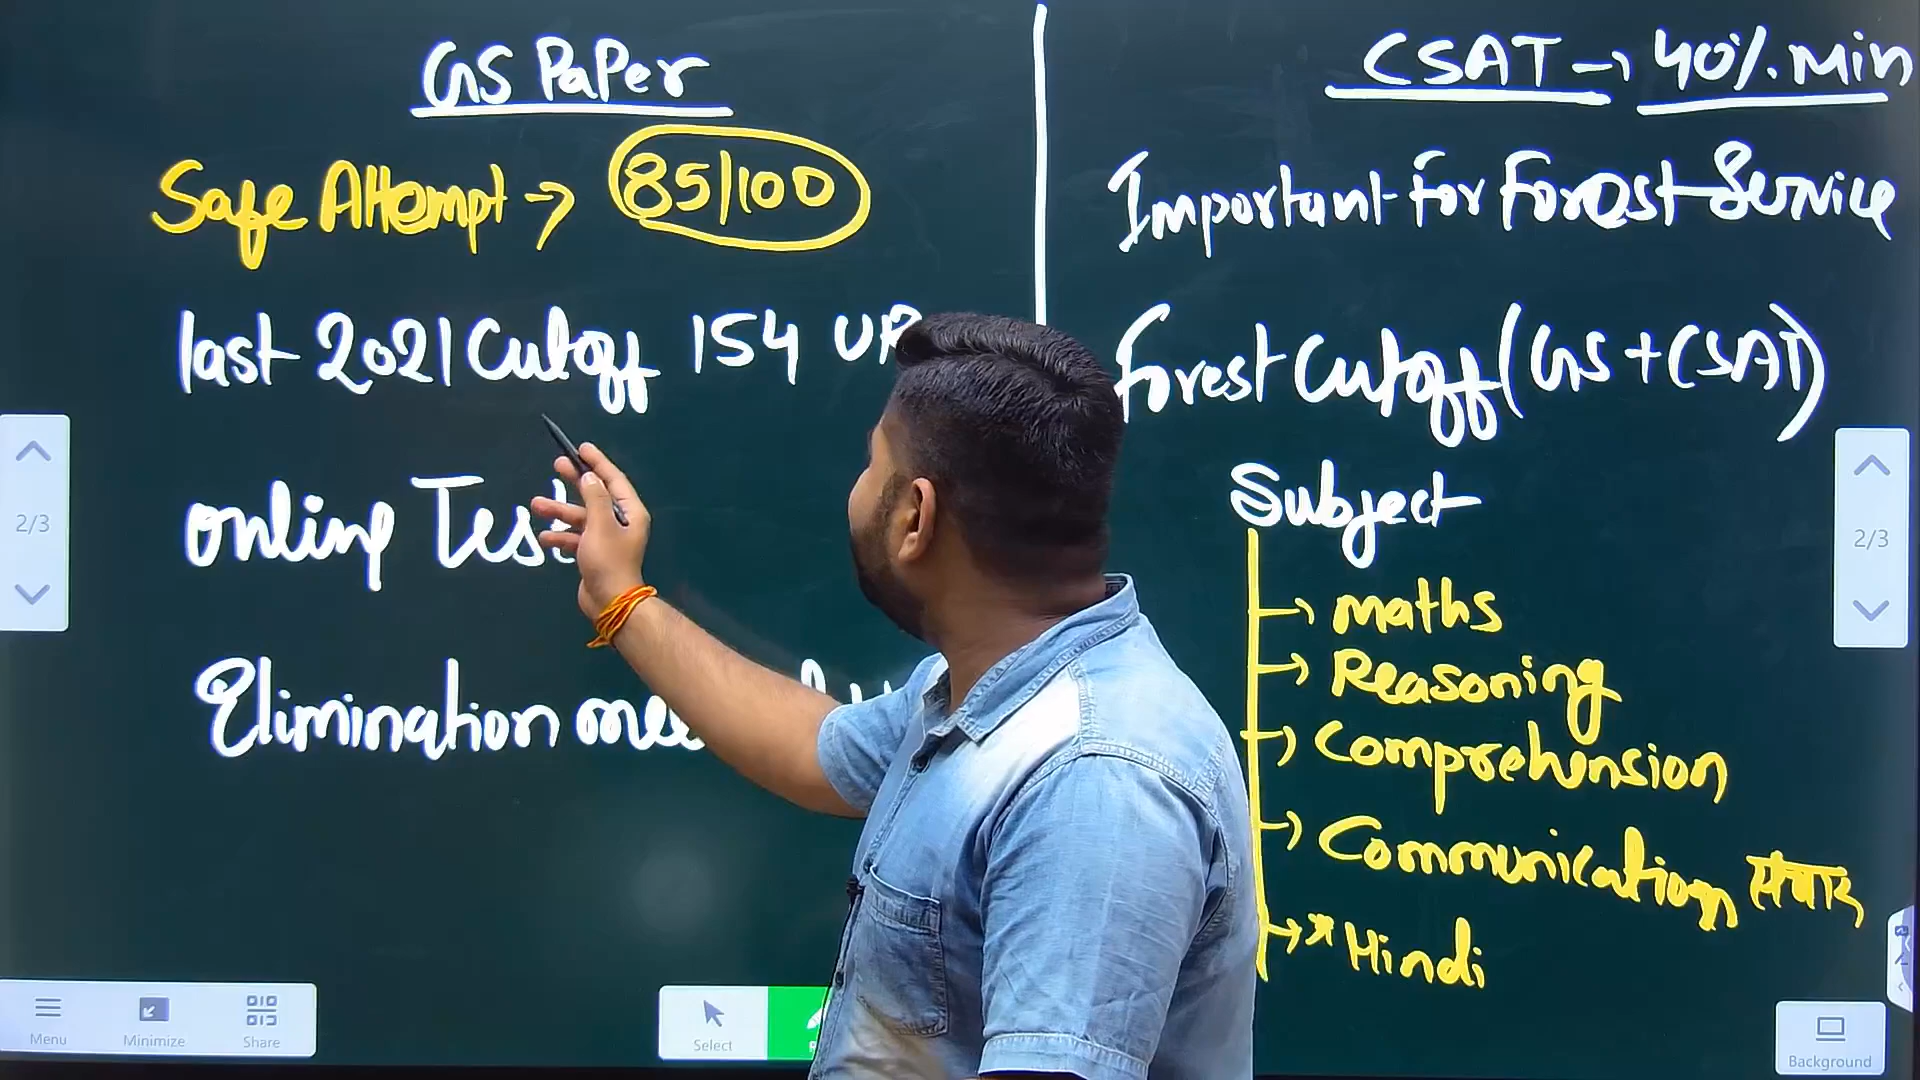 GS PaPer
Safe Attempt → 85/100
last 2021 Cutoff 154 UR
online Test
Elimination
CSAT → 40% Min
Important For Forest Service
Forest Cutoff (GS + CSAT)
Subject
→ maths
→ Reasoning
→ Comprehension
→ Communication संचार
→ * Hindi
2/3
2/3
Menu
Minimize
Share
Select
Background